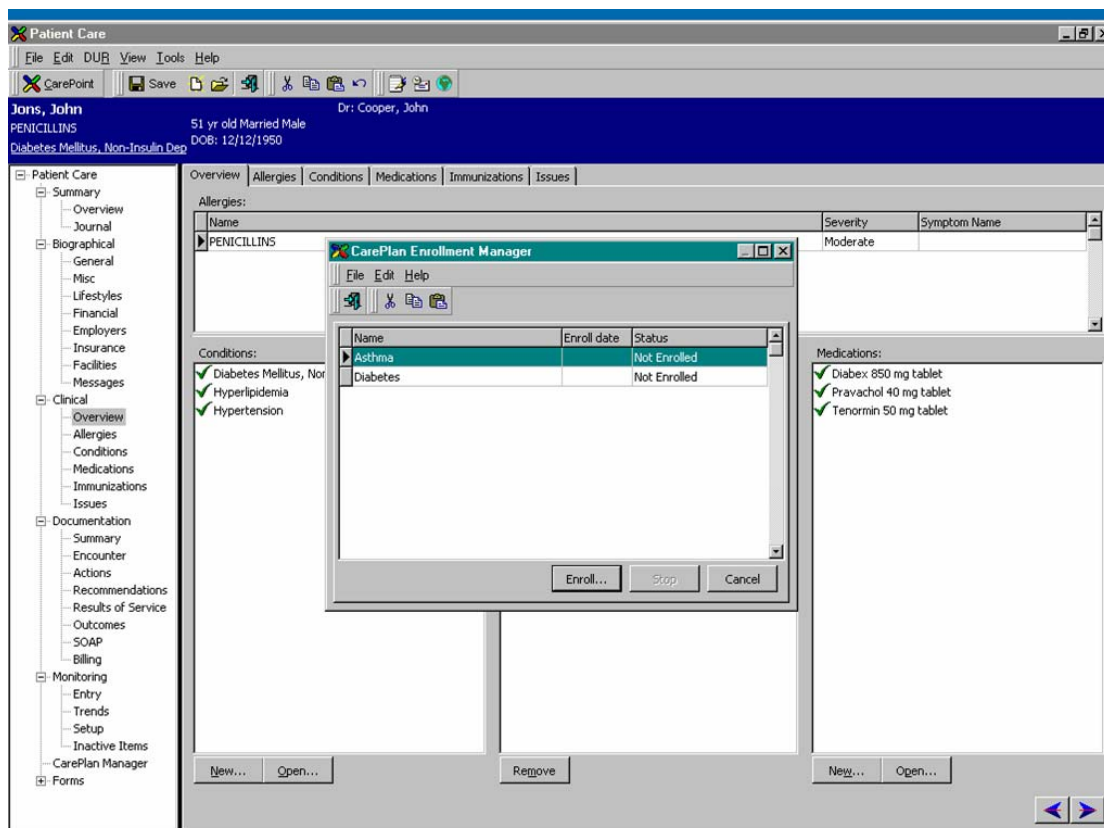 Patient Care
File Edit DUR View Tools Help
CarePoint Save
Jons, John
Dr: Cooper, John
PENICILLINS
51 yr old Married Male
DOB: 12/12/1950
Diabetes Mellitus, Non-Insulin Dep
Patient Care
Summary
Overview
Journal
Biographical
General
Misc
Lifestyles
Financial
Employers
Insurance
Facilities
Messages
Clinical
Overview
Allergies
Conditions
Medications
Immunizations
Issues
Documentation
Summary
Encounter
Actions
Recommendations
Results of Service
Outcomes
SOAP
Billing
Monitoring
Entry
Trends
Setup
Inactive Items
CarePlan Manager
Forms
Overview Allergies Conditions Medications Immunizations Issues
Allergies:
Name Severity Symptom Name
PENICILLINS Moderate
CarePlan Enrollment Manager
File Edit Help
Name Enroll date Status
Asthma Not Enrolled
Diabetes Not Enrolled
Enroll... Stop Cancel
Conditions:
Diabetes Mellitus, Non
Hyperlipidemia
Hypertension
New... Open...
Remove
Medications:
Diabex 850 mg tablet
Pravachol 40 mg tablet
Tenormin 50 mg tablet
New... Open...